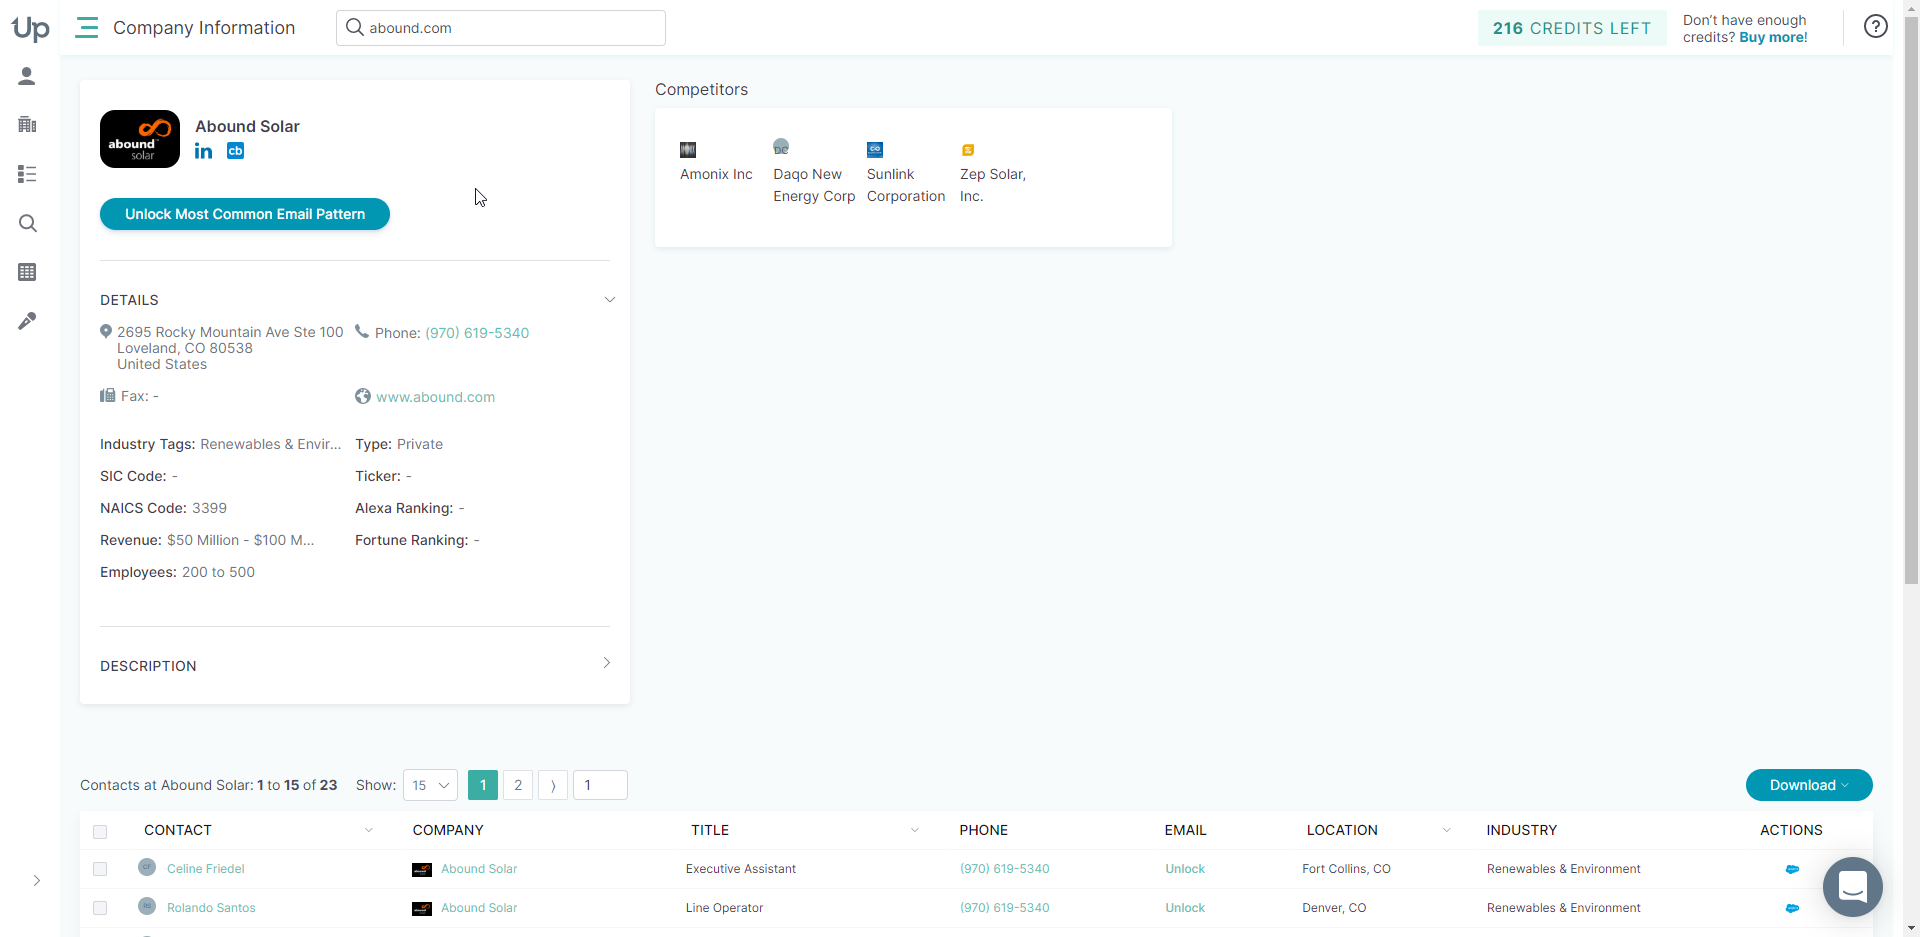 Up
Company Information
abound.com
216 CREDITS LEFT
Don't have enough
credits? Buy more!
abound
solar
Abound Solar
in
cb
Unlock Most Common Email Pattern
Competitors
Amonix Inc
DC
Daqo New
Energy Corp
Sunlink
Corporation
Zep Solar,
Inc.
DETAILS
2695 Rocky Mountain Ave Ste 100
Loveland, CO 80538
United States
Phone: (970) 619-5340
Fax: -
www.abound.com
Industry Tags: Renewables & Envir...
Type: Private
SIC Code: -
Ticker: -
NAICS Code: 3399
Alexa Ranking: -
Revenue: $50 Million - $100 M...
Fortune Ranking: -
Employees: 200 to 500
DESCRIPTION
Contacts at Abound Solar: 1 to 15 of 23
Show: 15
1
2
1
Download
CONTACT COMPANY TITLE PHONE EMAIL LOCATION INDUSTRY ACTIONS
CF Celine Friedel Abound Solar Executive Assistant (970) 619-5340 Unlock Fort Collins, CO Renewables & Environment
RS Rolando Santos Abound Solar Line Operator (970) 619-5340 Unlock Denver, CO Renewables & Environment